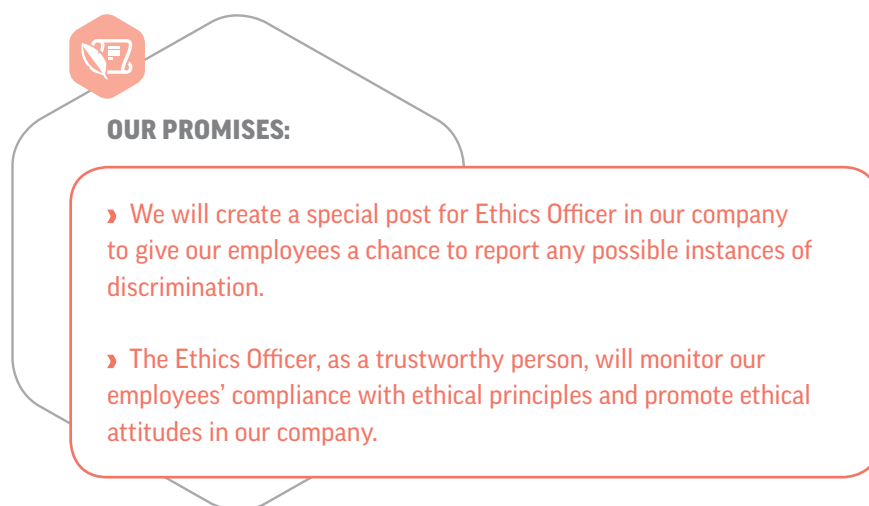 OUR PROMISES:
» We will create a special post for Ethics Officer in our company
to give our employees a chance to report any possible instances of
discrimination.
» The Ethics Officer, as a trustworthy person, will monitor our
employees’ compliance with ethical principles and promote ethical
attitudes in our company.